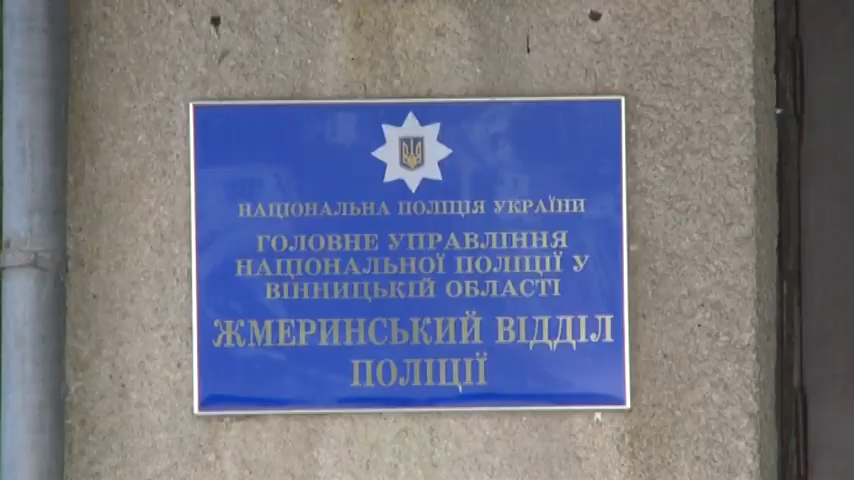 НАЦІОНАЛЬНА ПОЛІЦІЯ УКРАЇНИ
ГОЛОВНЕ УПРАВЛІННЯ
НАЦІОНАЛЬНОЇ ПОЛІЦІЇ У
ВІННИЦЬКІЙ ОБЛАСТІ
ЖМЕРИНСЬКИЙ ВІДДІЛ
ПОЛІЦІЇ